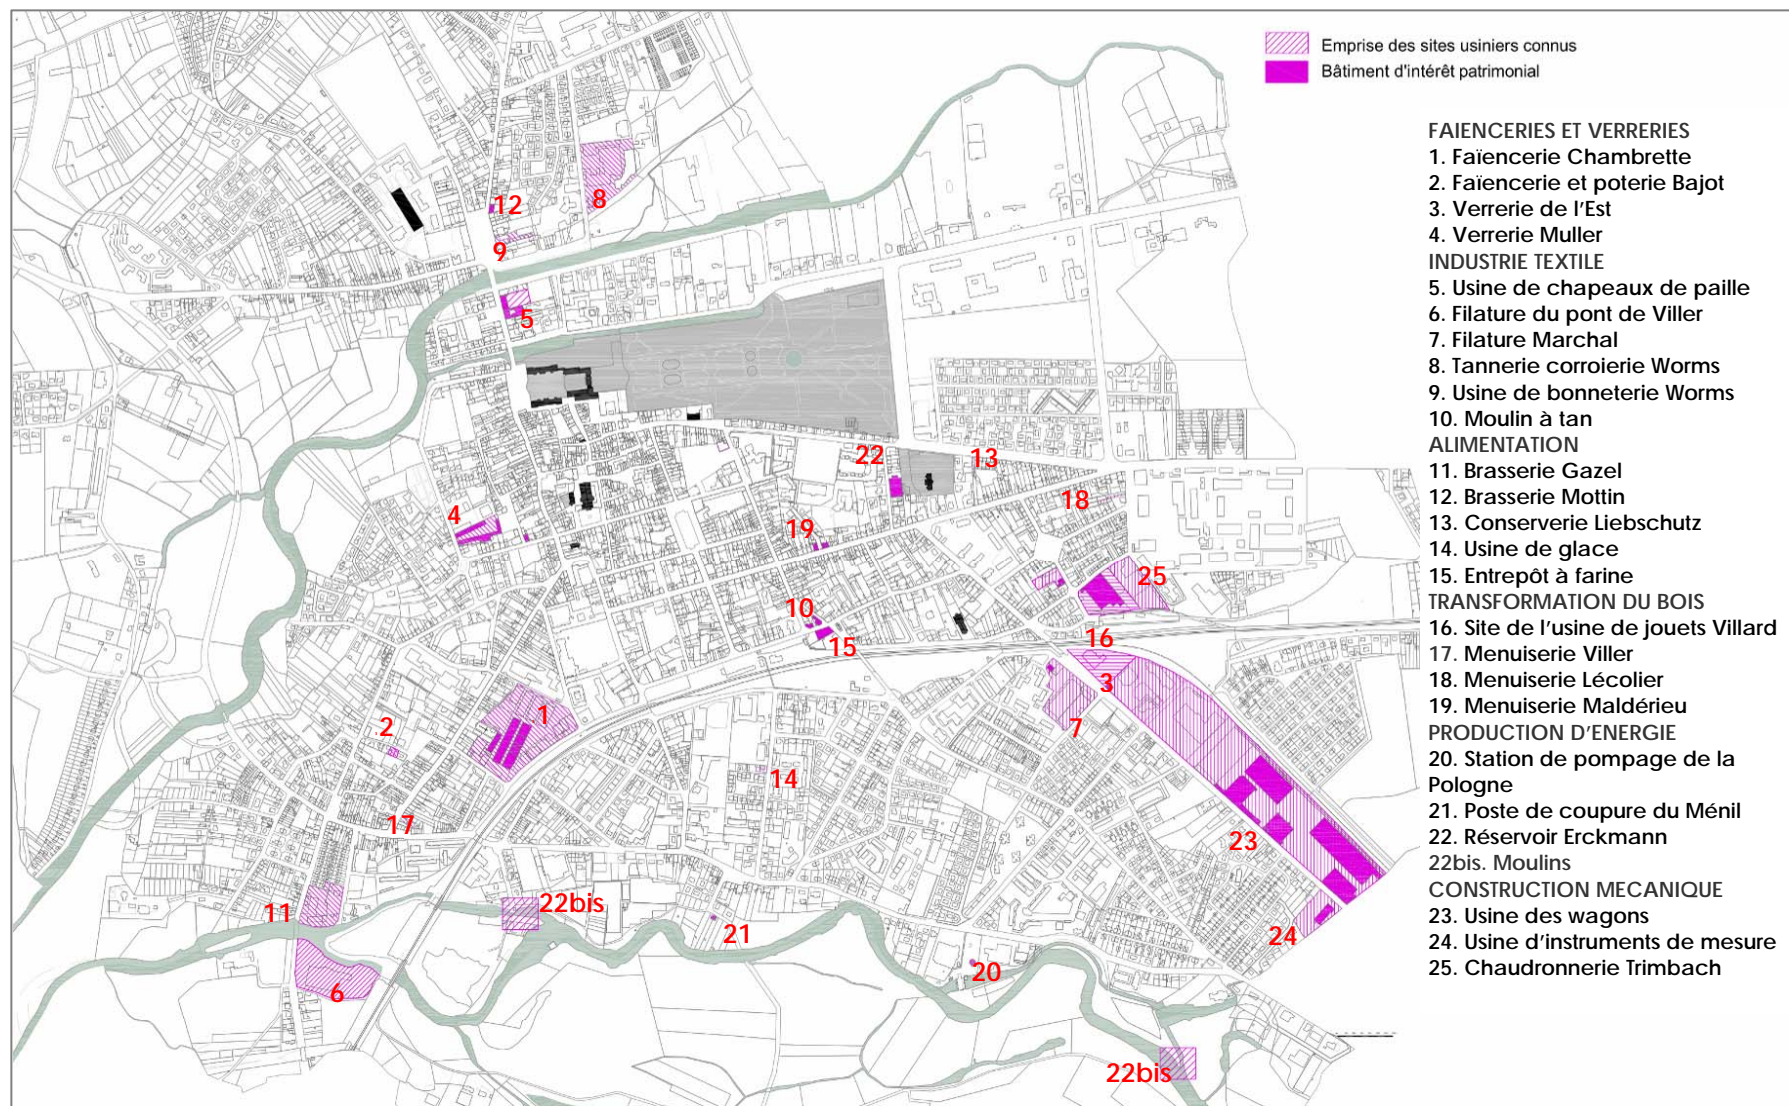 Emprise des sites usiniers connus
Bâtiment d'intérêt patrimonial
FAIENCERIES ET VERRERIES
1. Faïencerie Chambrette
2. Faïencerie et poterie Bajot
3. Verrerie de l'Est
4. Verrerie Muller
INDUSTRIE TEXTILE
5. Usine de chapeaux de paille
6. Filature du pont de Viller
7. Filature Marchal
8. Tannerie corroierie Worms
9. Usine de bonneterie Worms
10. Moulin à tan
ALIMENTATION
11. Brasserie Gazel
12. Brasserie Mottin
13. Conserverie Liebschutz
14. Usine de glace
15. Entrepôt à farine
TRANSFORMATION DU BOIS
16. Site de l'usine de jouets Villard
17. Menuiserie Viller
18. Menuiserie Lécolier
19. Menuiserie Maldérieu
PRODUCTION D'ENERGIE
20. Station de pompage de la
Pologne
21. Poste de coupure du Ménil
22. Réservoir Erckmann
22bis. Moulins
CONSTRUCTION MECANIQUE
23. Usine des wagons
24. Usine d'instruments de mesure
25. Chaudronnerie Trimbach
12
8
9
5
22
13
4
18
19
25
10
15
16
3
1
2
7
14
17
23
11
22bis
21
24
20
6
22bis